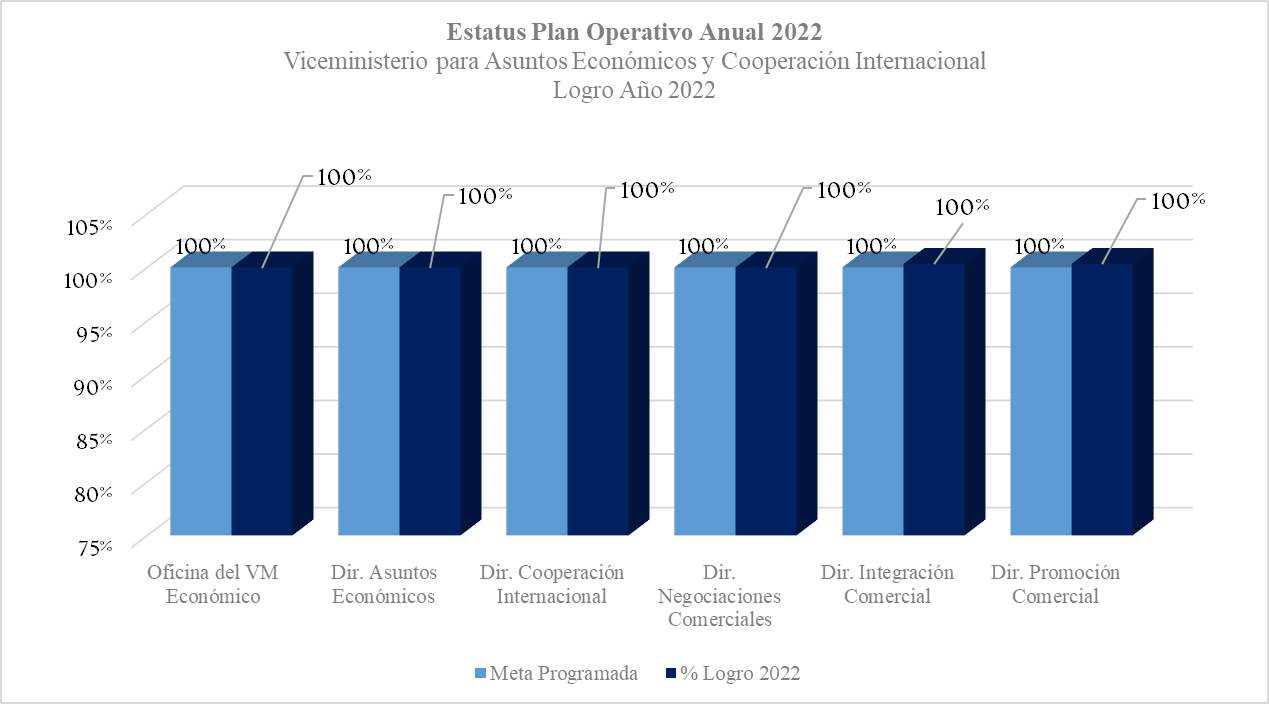 Estatus Plan Operativo Anual 2022
Viceministerio para Asuntos Económicos y Cooperación Internacional
Logro Año 2022
100% 100% 100% 100% 100% 100%
105%
100% 100% 100% 100% 100% 100%
100%
95%
90%
85%
80%
75%
Oficina del VM
Económico
Dir. Asuntos
Económicos
Dir. Cooperación
Internacional
Dir.
Negociaciones
Comerciales
Dir. Integración
Comercial
Dir. Promoción
Comercial
Meta Programada % Logro 2022